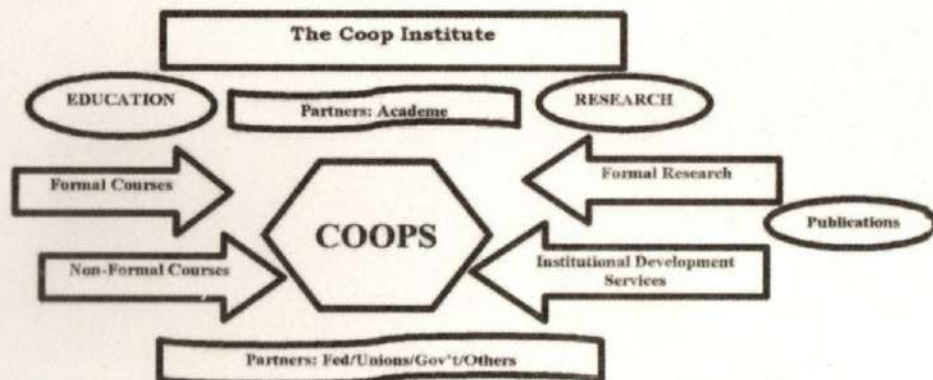 The Coop Institute
EDUCATION
Partners: Academe
RESEARCH
Formal Courses
Formal Research
COOPS
Publications
Non-Formal Courses
Institutional Development
Services
Partners: Fed/Unions/Gov't/Others